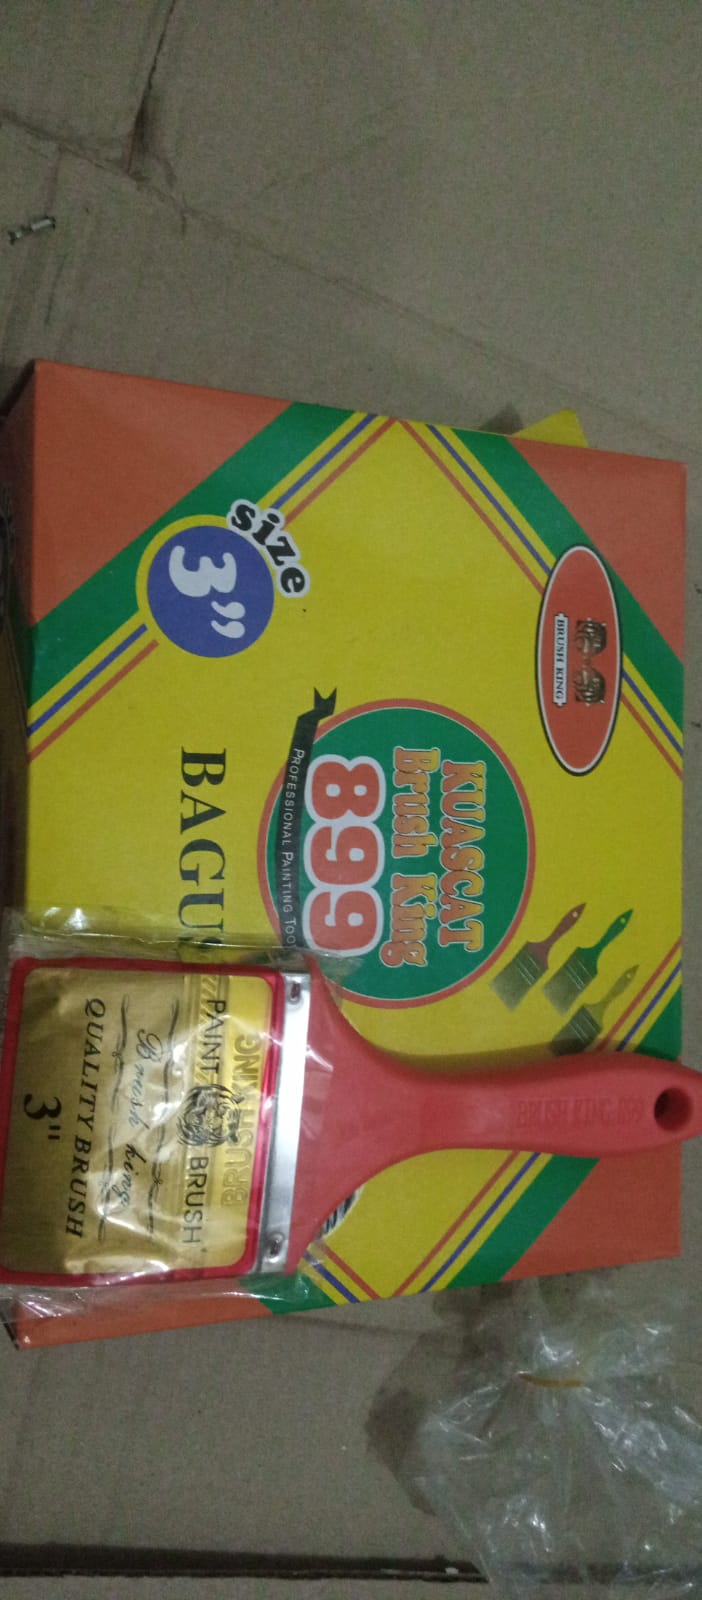 BRUSH KING
KUASCAT
Brush King
899
PROFESSIONAL PAINTING TOO
size
3"
BAGUS
BRUSH KING 899
BRUSH KING
PAINT BRUSH
Brush king
QUALITY BRUSH
3"